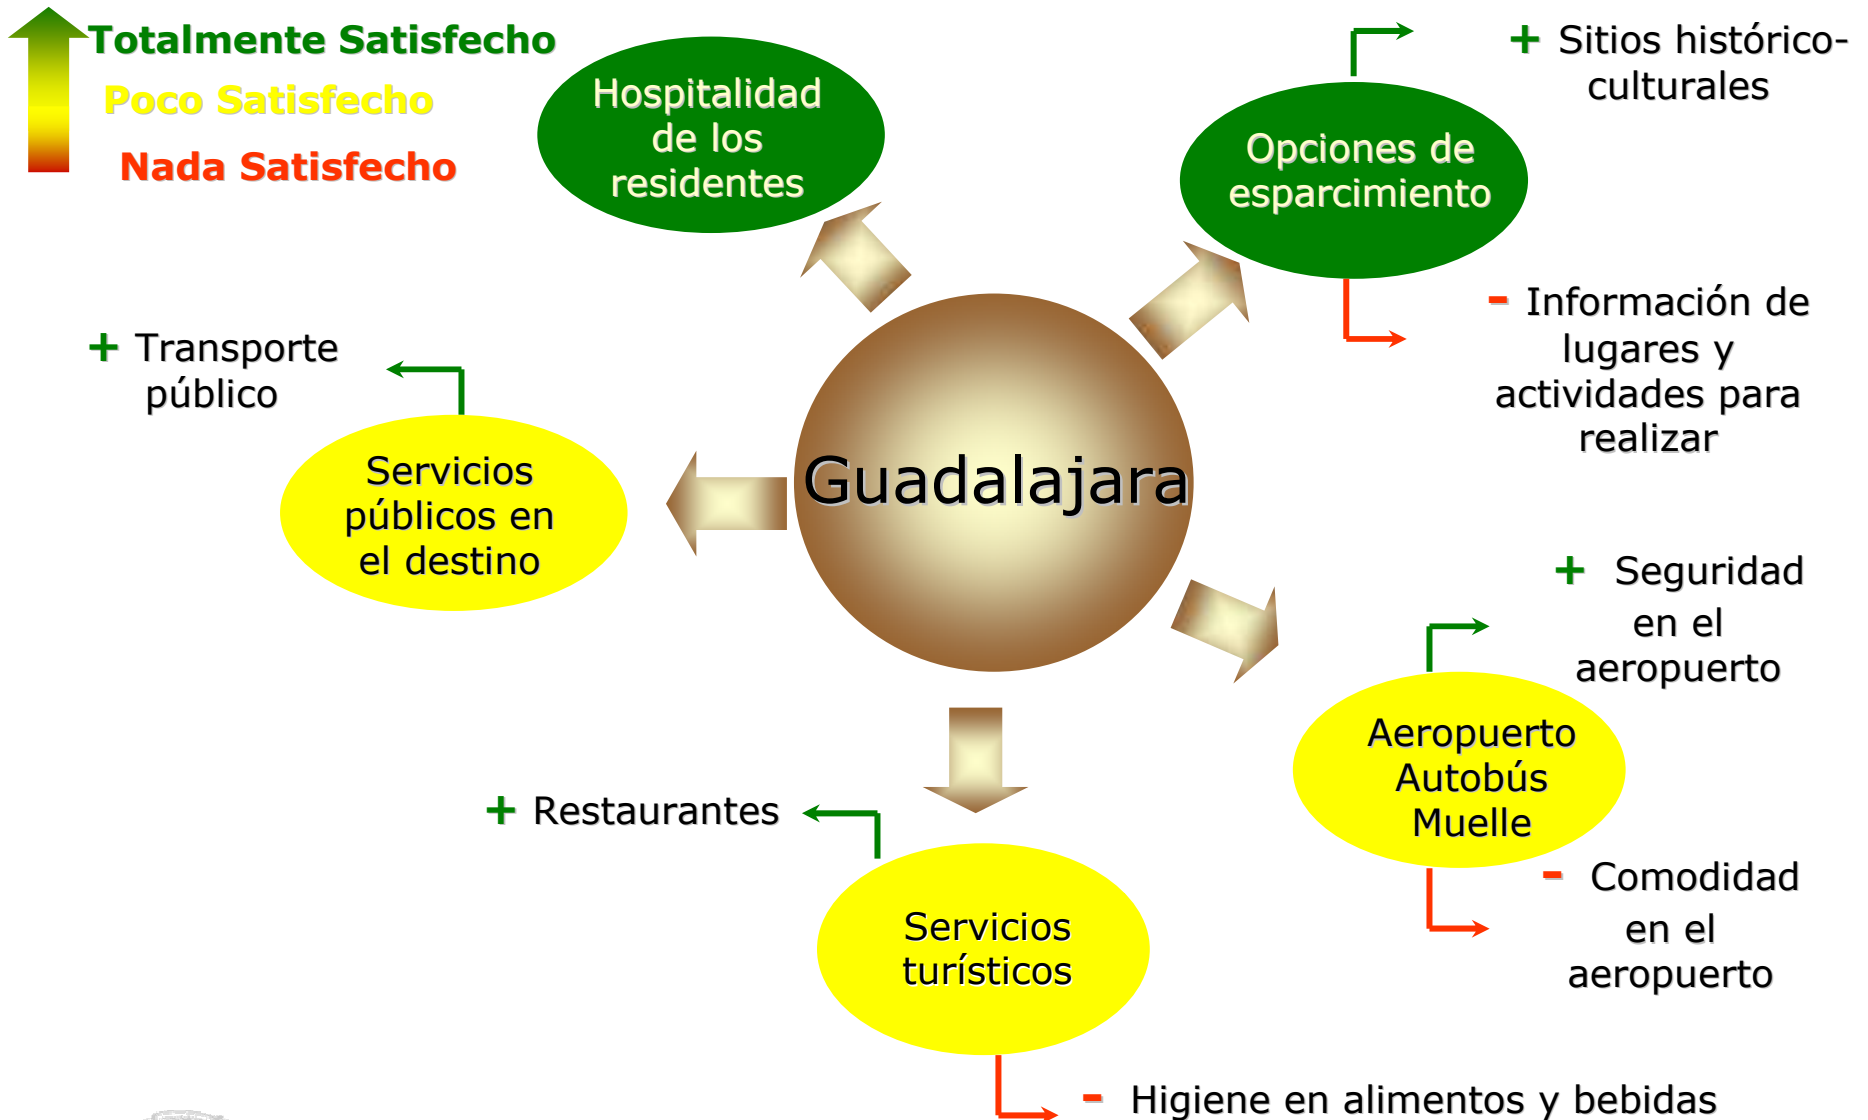 Totalmente Satisfecho
Poco Satisfecho
Nada Satisfecho
Hospitalidad
de los
residentes
+ Sitios histórico-
culturales
Opciones de
esparcimiento
- Información de
lugares y
actividades para
realizar
+ Transporte
público
Servicios
públicos en
el destino
Guadalajara
+ Seguridad
en el
aeropuerto
Aeropuerto
Autobús
Muelle
- Comodidad
en el
aeropuerto
+ Restaurantes
Servicios
turísticos
- Higiene en alimentos y bebidas